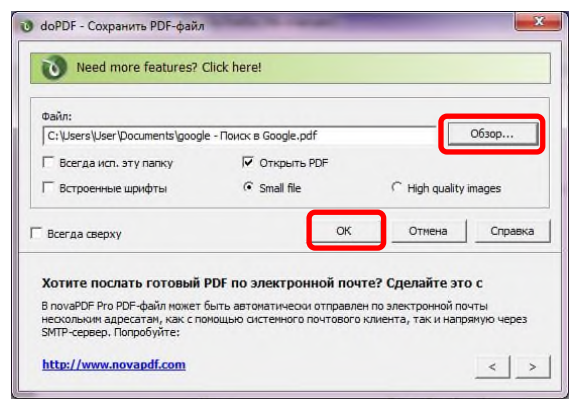 doPDF - Сохранить PDF-файл
Need more features? Click here!
Файл:
C:\Users\User\Documents\google - Поиск в Google.pdf
Обзор...
Всегда исп. эту папку
Открыть PDF
Встроенные шрифты
Small file
High quality images
Всегда сверху
OK
Отмена
Справка
Хотите послать готовый PDF по электронной почте? Сделайте это с
В novaPDF Pro PDF-файл может быть автоматически отправлен по электронной почты
нескольким адресатам, как с помощью системного почтового клиента, так и напрямую через
SMTP-сервер. Попробуйте:
http://www.novapdf.com
< >